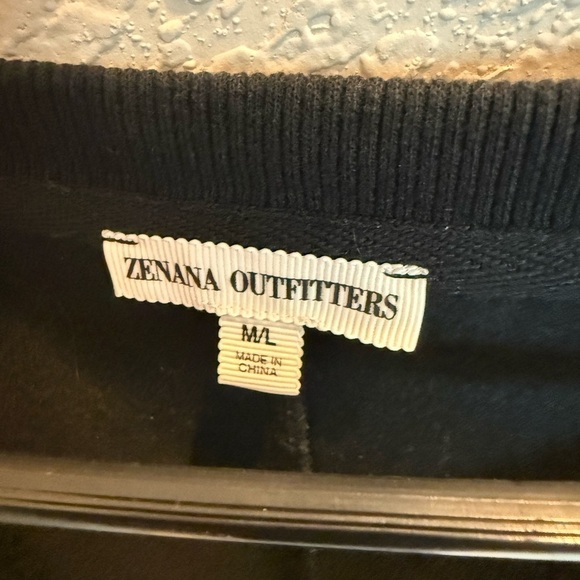 ZENANA OUTFITTERS
M/L
MADE IN
CHINA